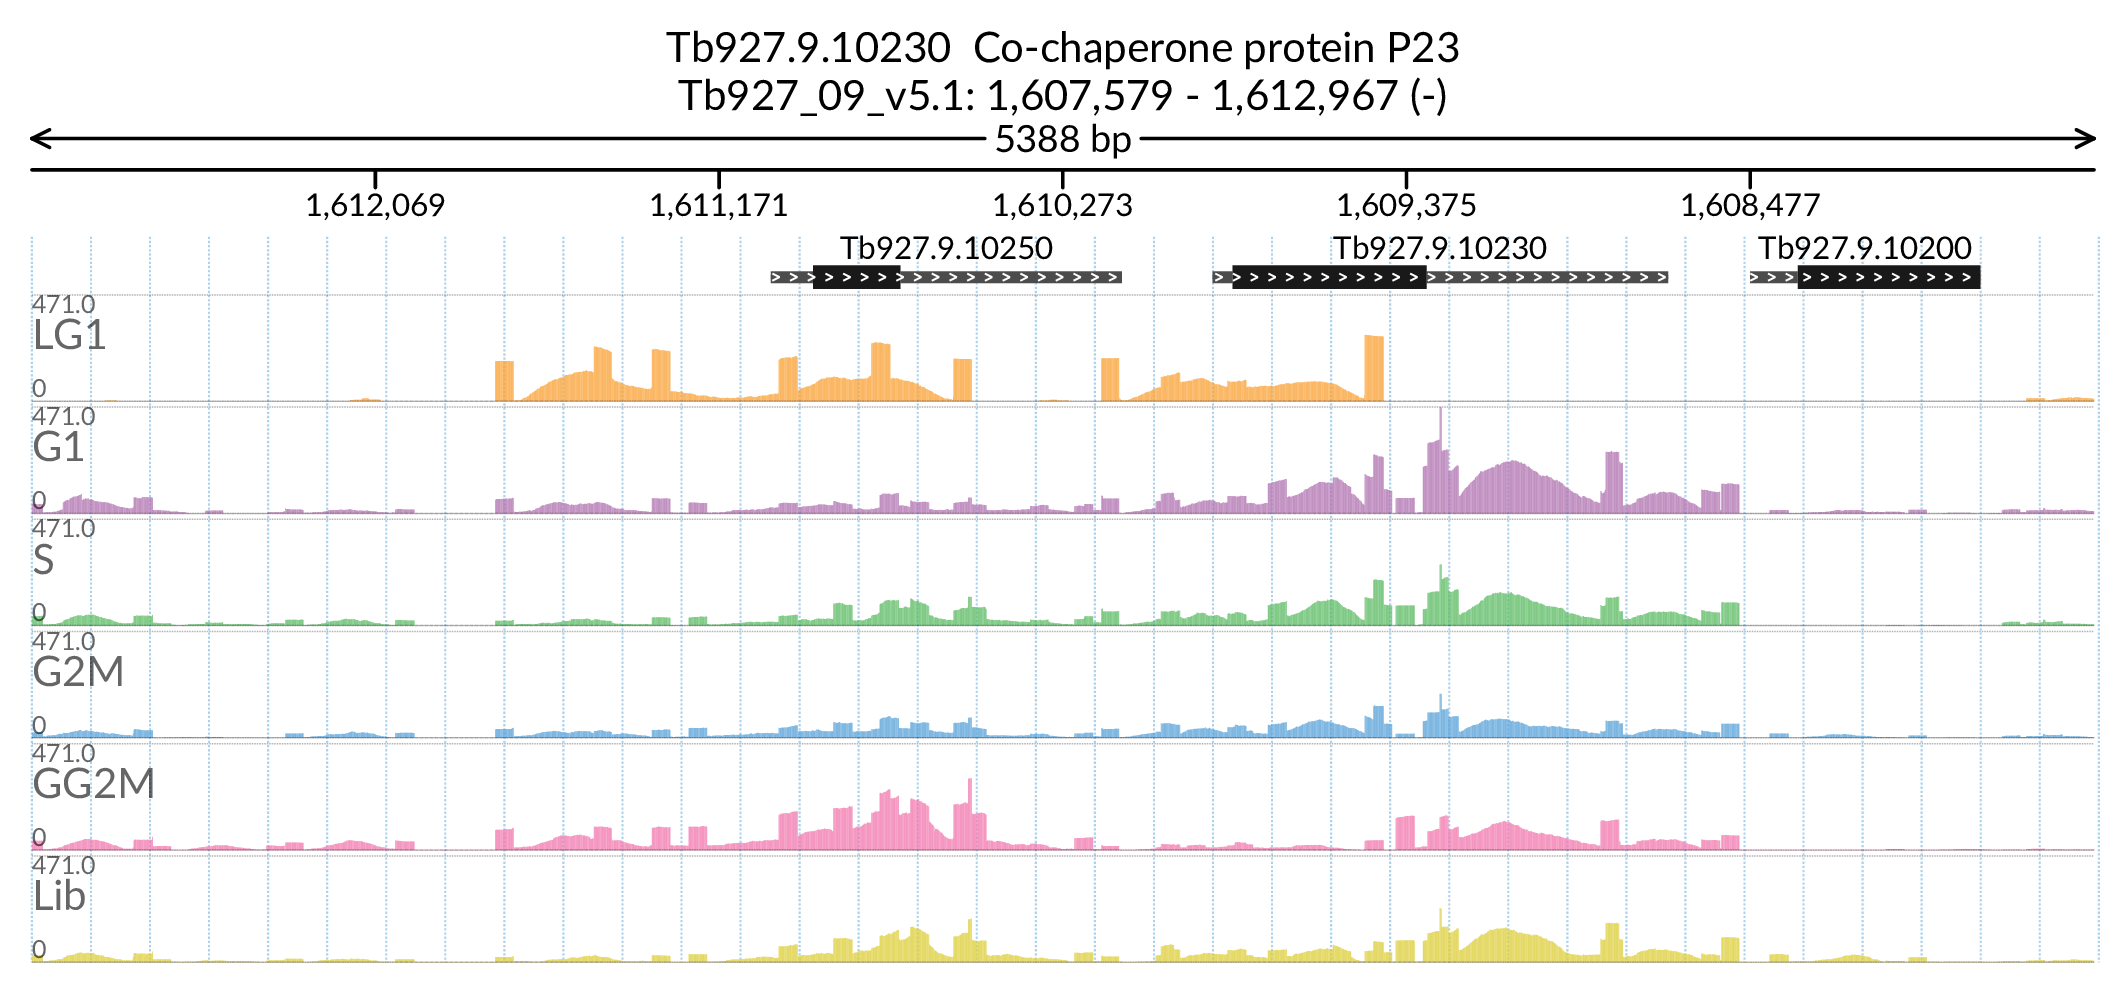 Tb927.9.10230  Co-chaperone protein P23
Tb927_09_v5.1: 1,607,579 - 1,612,967 (-)
5388 bp
1,612,069 1,611,171 1,610,273 1,609,375 1,608,477
Tb927.9.10250 Tb927.9.10230 Tb927.9.10200
471.0
LG1
0
471.0
G1
0
471.0
S
0
471.0
G2M
0
471.0
GG2M
0
471.0
Lib
0